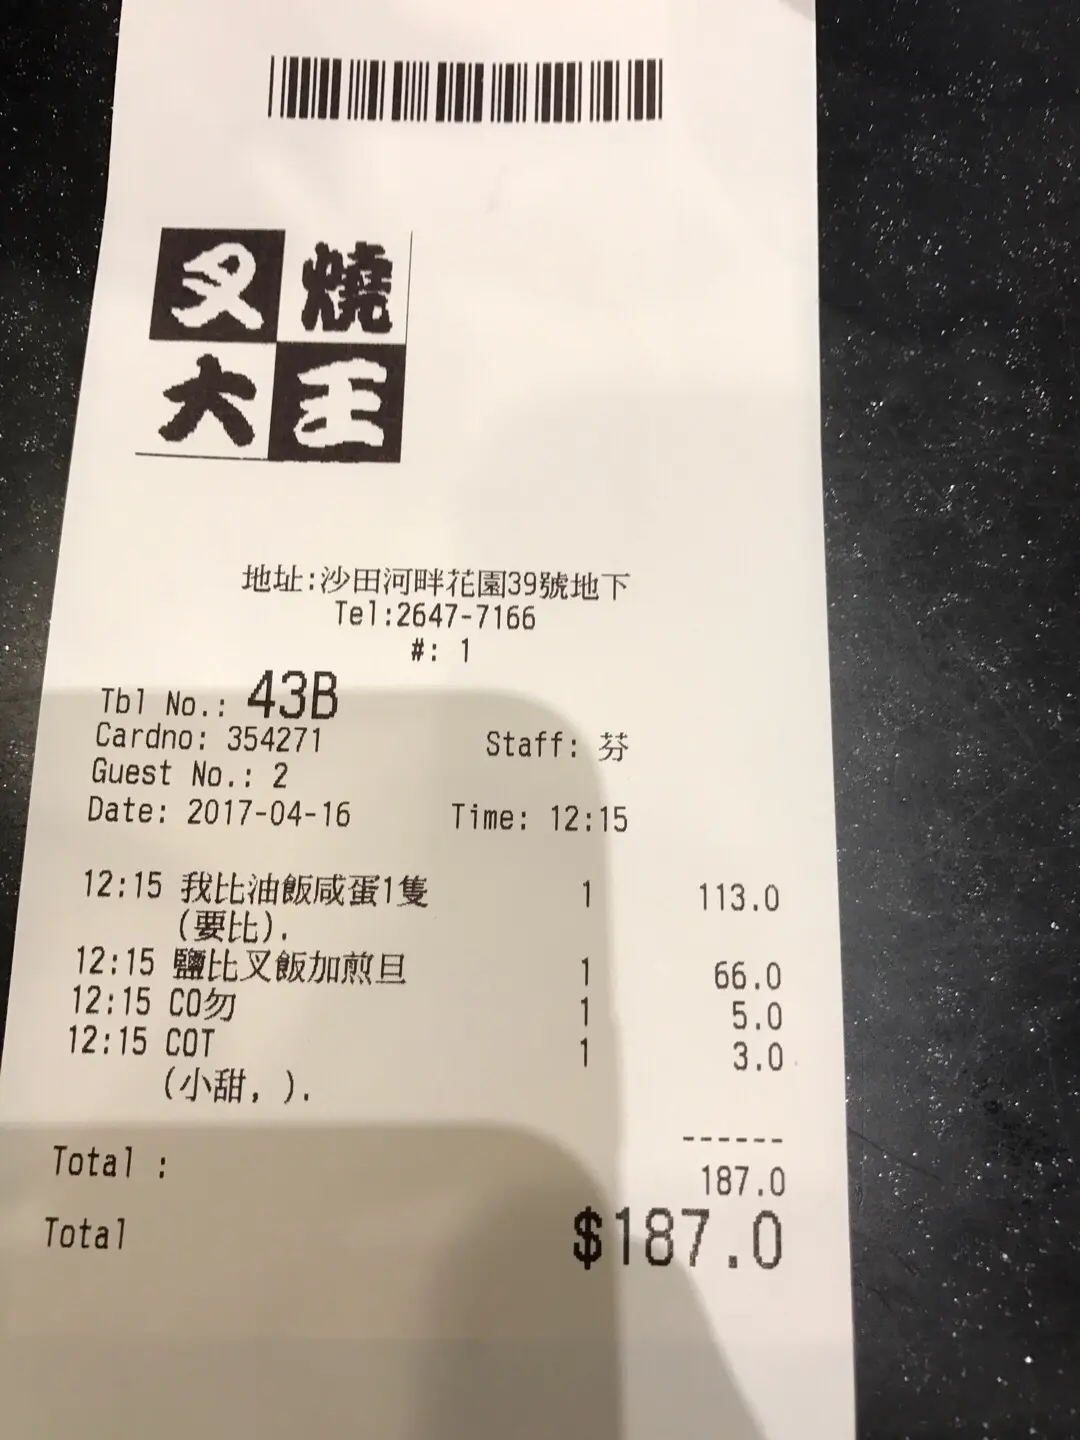 叉燒
大王
地址:沙田河畔花園39號地下
Tel:2647-7166
#: 1
Tbl No.: 43B
Cardno: 354271 Staff: 芬
Guest No.: 2
Date: 2017-04-16 Time: 12:15
12:15 我比油飯咸蛋1隻 1 113.0
(要比).
12:15 鹽比叉飯加煎旦 1 66.0
12:15 CO勿 1 5.0
12:15 COT 1 3.0
(小甜, ).
------
Total : 187.0
Total $187.0